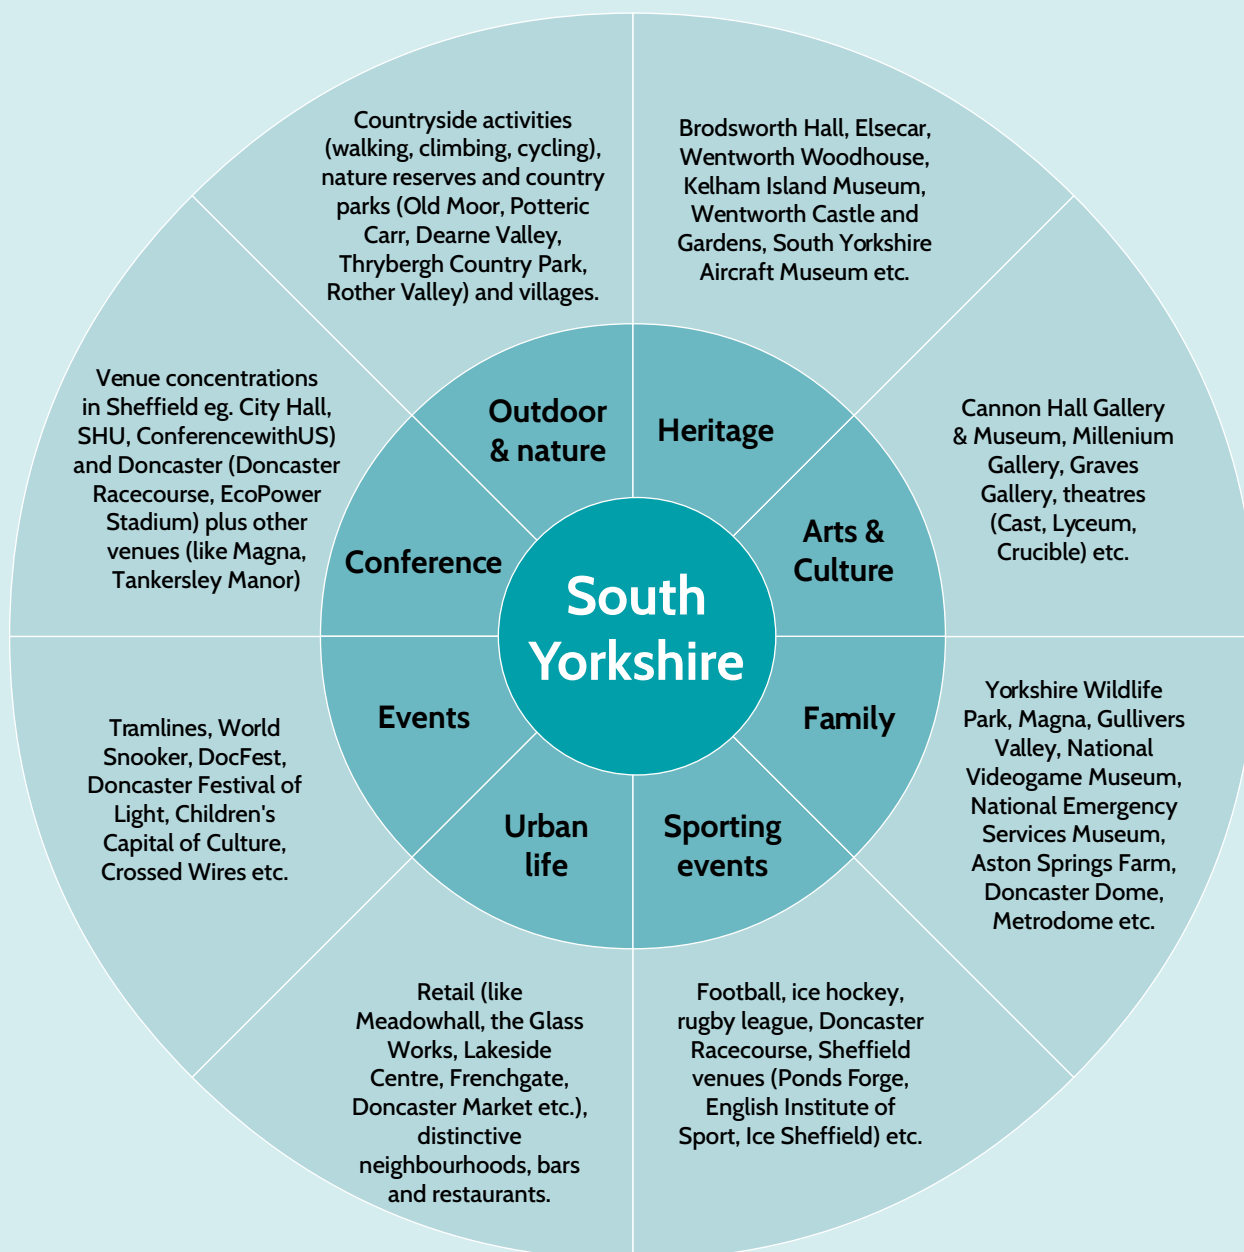 South
Yorkshire
Heritage
Brodsworth Hall, Elsecar,
Wentworth Woodhouse,
Kelham Island Museum,
Wentworth Castle and
Gardens, South Yorkshire
Aircraft Museum etc.
Arts &
Culture
Cannon Hall Gallery
& Museum, Millenium
Gallery, Graves
Gallery, theatres
(Cast, Lyceum,
Crucible) etc.
Family
Yorkshire Wildlife
Park, Magna, Gullivers
Valley, National
Videogame Museum,
National Emergency
Services Museum,
Aston Springs Farm,
Doncaster Dome,
Metrodome etc.
Sporting
events
Football, ice hockey,
rugby league, Doncaster
Racecourse, Sheffield
venues (Ponds Forge,
English Institute of
Sport, Ice Sheffield) etc.
Urban
life
Retail (like
Meadowhall, the Glass
Works, Lakeside
Centre, Frenchgate,
Doncaster Market etc.),
distinctive
neighbourhoods, bars
and restaurants.
Events
Tramlines, World
Snooker, DocFest,
Doncaster Festival of
Light, Children's
Capital of Culture,
Crossed Wires etc.
Conference
Venue concentrations
in Sheffield eg. City Hall,
SHU, ConferencewithUS)
and Doncaster (Doncaster
Racecourse, EcoPower
Stadium) plus other
venues (like Magna,
Tankersley Manor)
Outdoor
& nature
Countryside activities
(walking, climbing, cycling),
nature reserves and country
parks (Old Moor, Potteric
Carr, Dearne Valley,
Thrybergh Country Park,
Rother Valley) and villages.